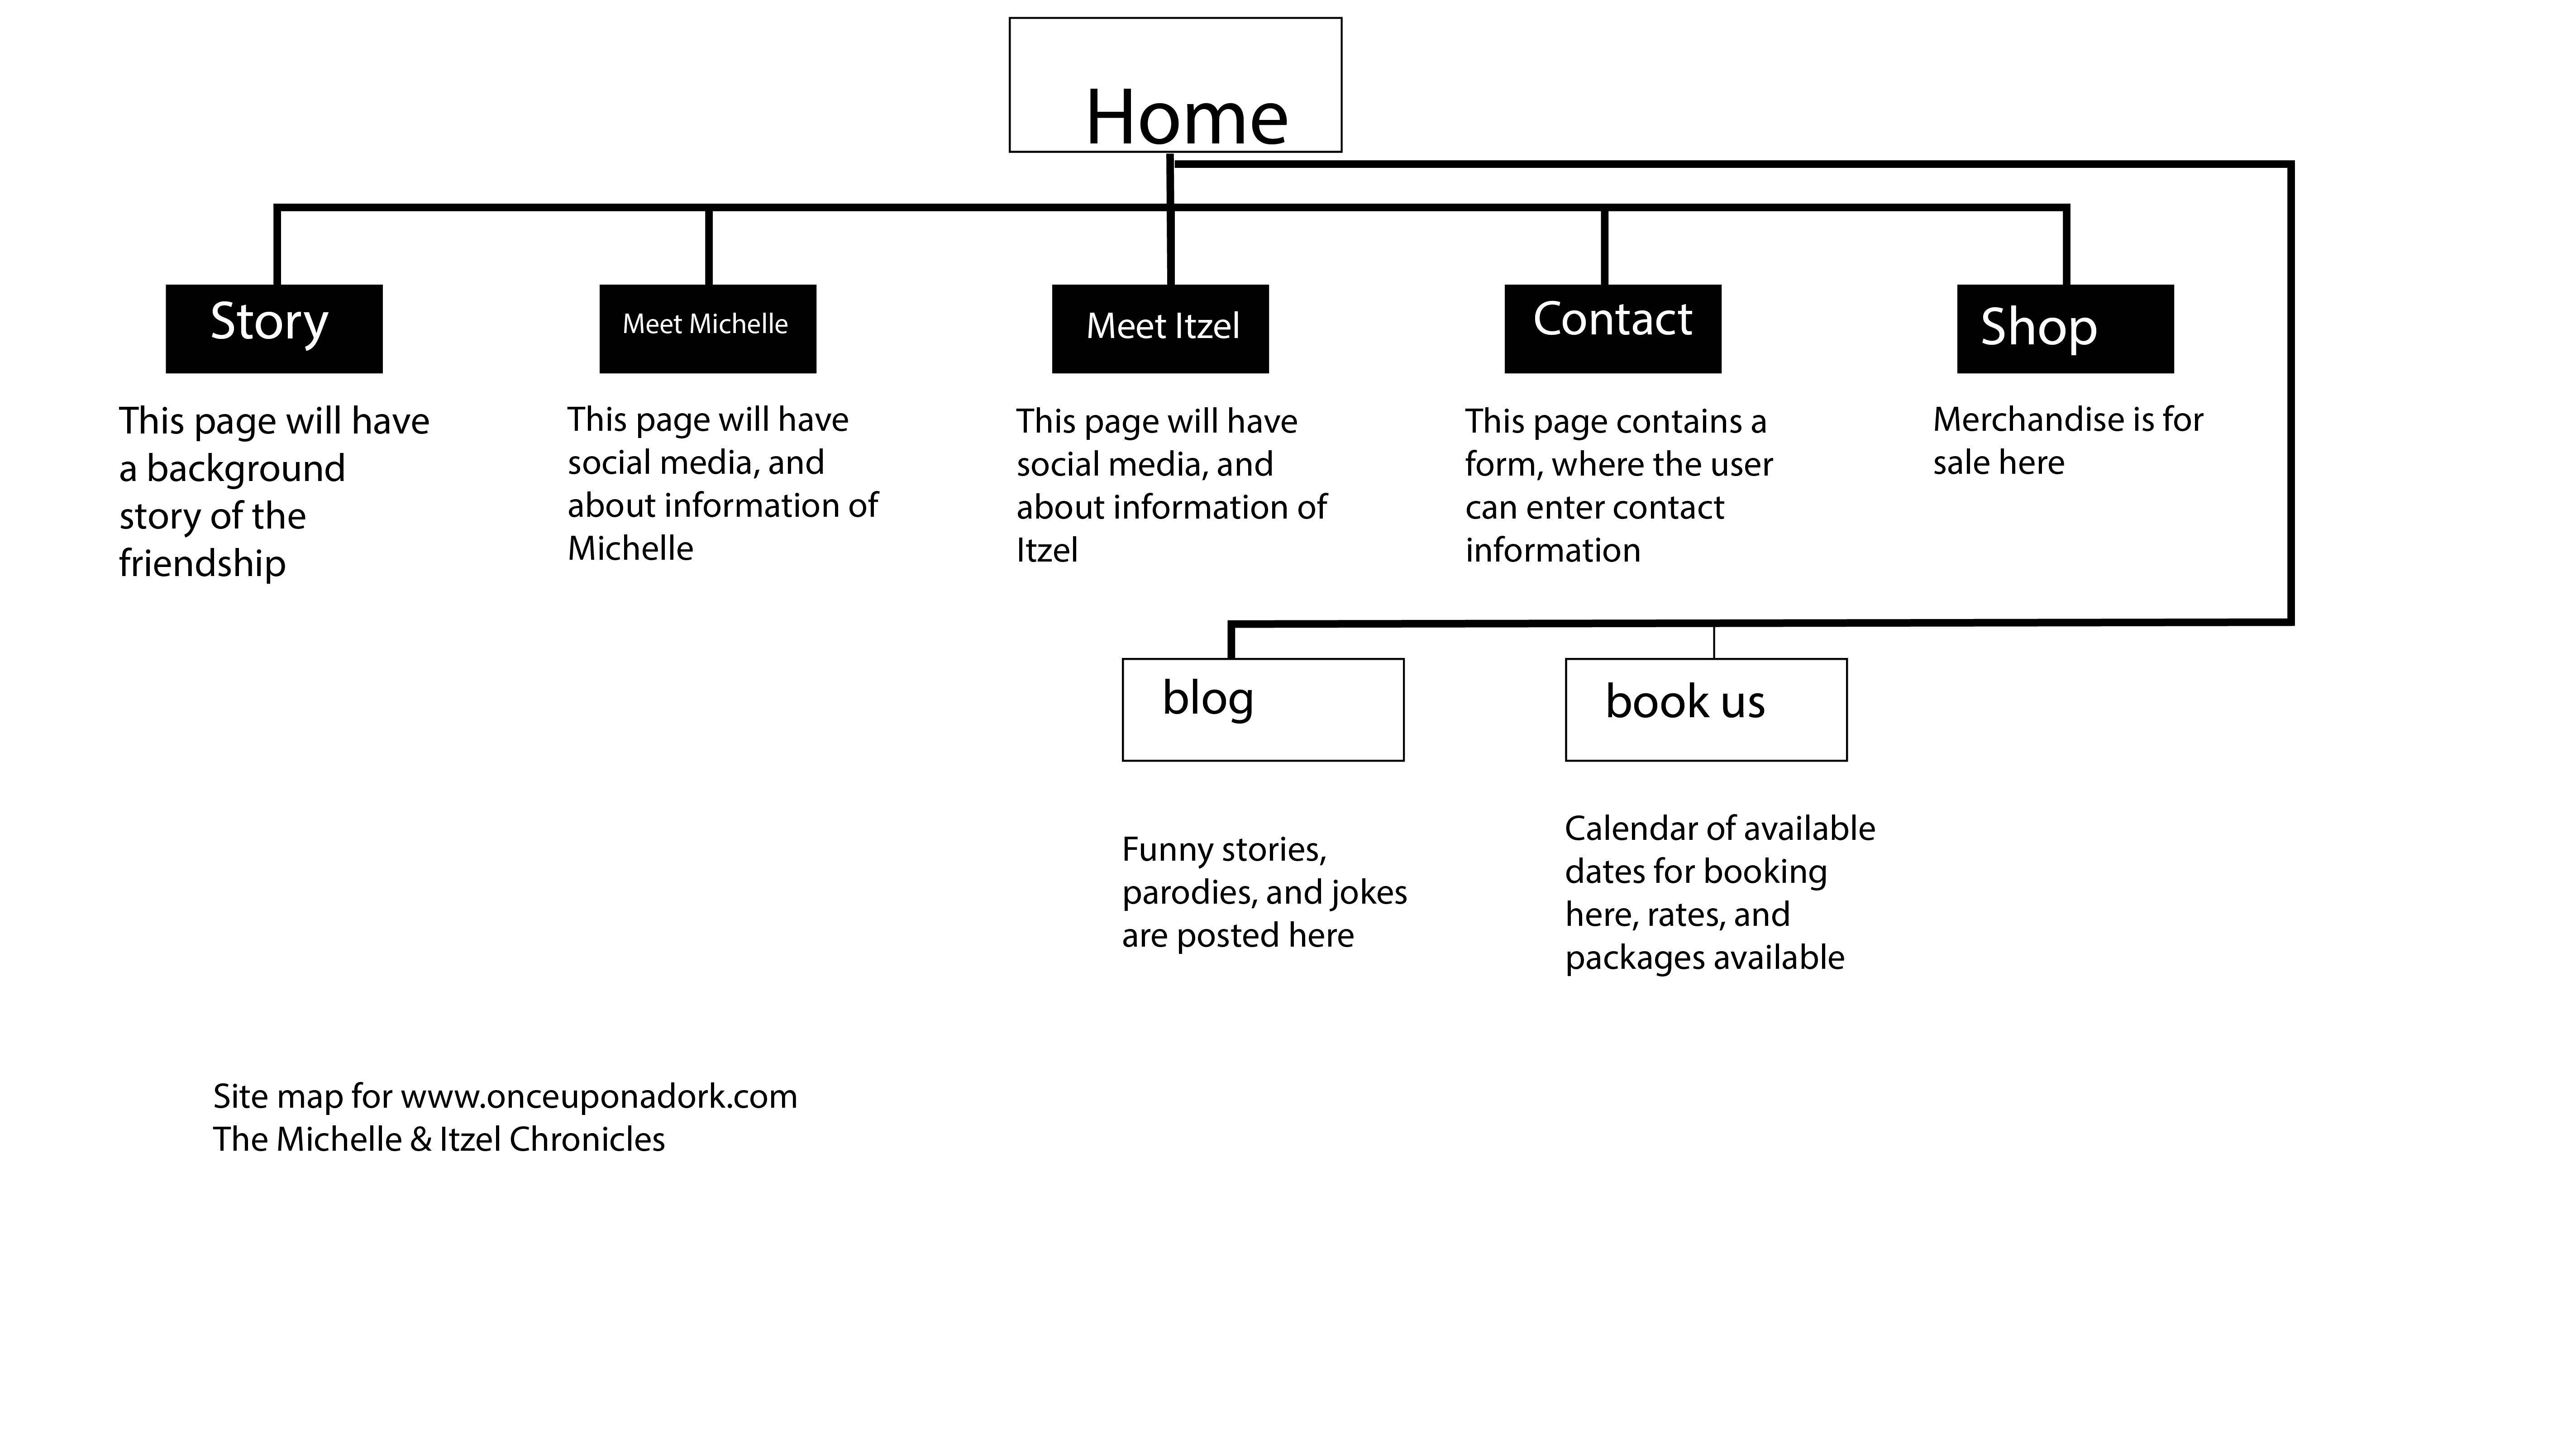 Home
Story
Meet Michelle
Meet Itzel
Contact
Shop
This page will have
a background
story of the
friendship
This page will have
social media, and
about information of
Michelle
This page will have
social media, and
about information of
Itzel
This page contains a
form, where the user
can enter contact
information
Merchandise is for
sale here
blog
book us
Funny stories,
parodies, and jokes
are posted here
Calendar of available
dates for booking
here, rates, and
packages available
Site map for www.onceuponadork.com
The Michelle & Itzel Chronicles